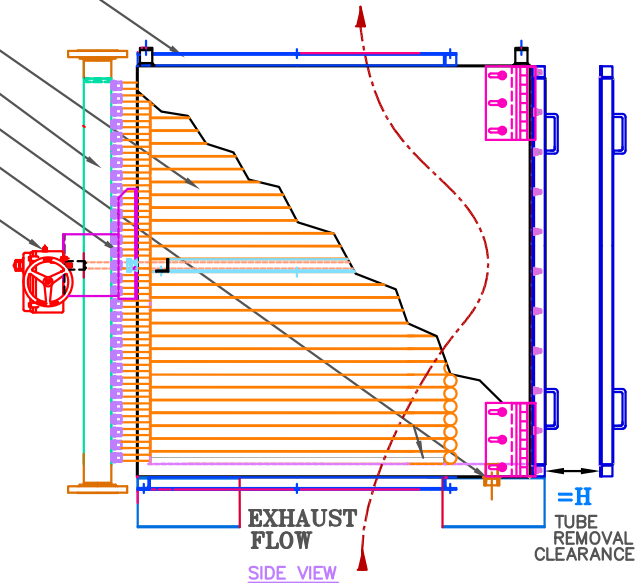 EXHAUST
FLOW
SIDE VIEW
=H
TUBE
REMOVAL
CLEARANCE